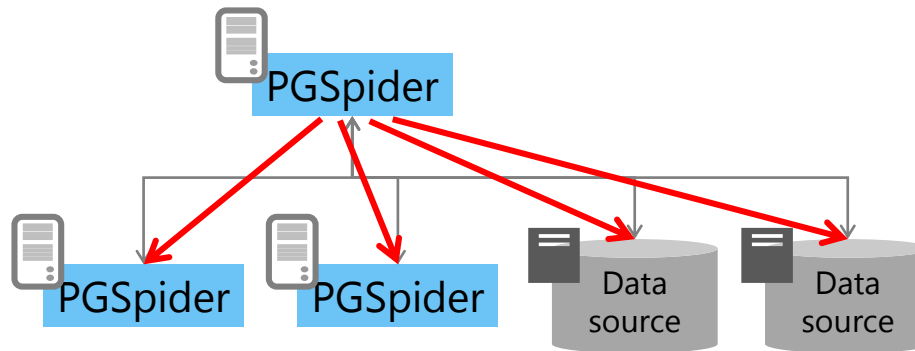 PGSpider
PGSpider
PGSpider
Data
source
Data
source